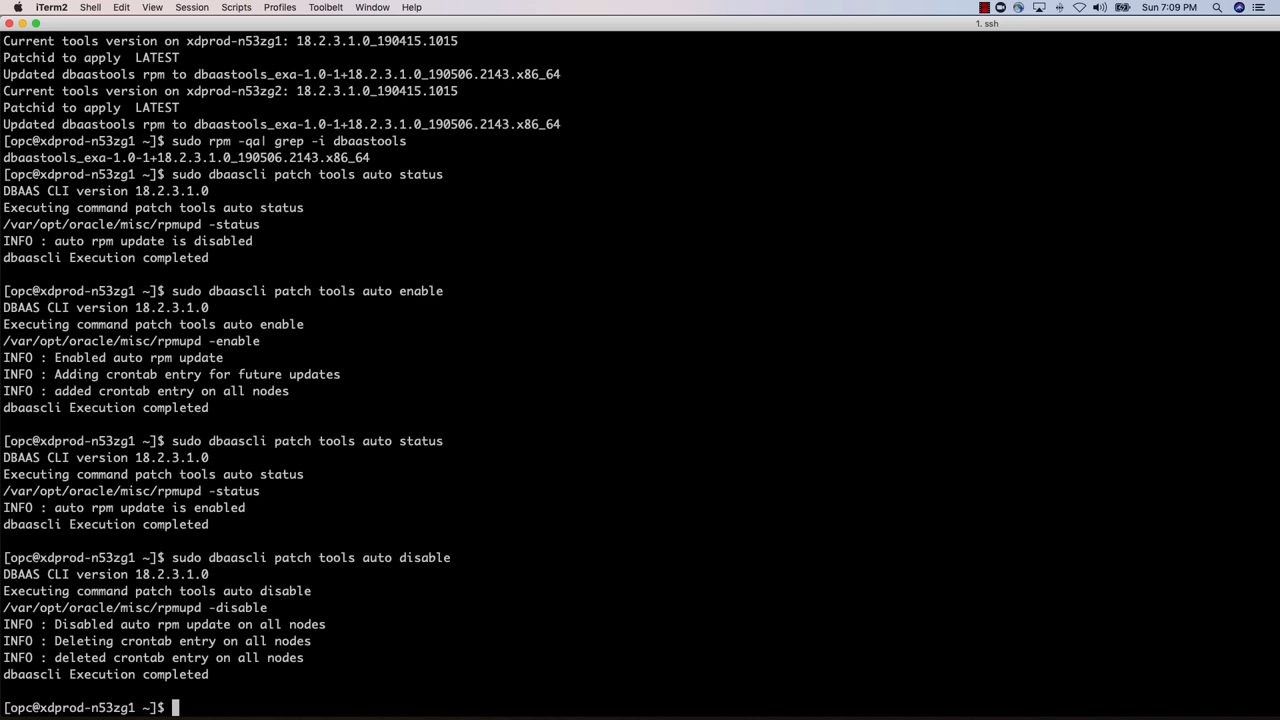 iTerm2 Shell Edit View Session Scripts Profiles Toolbelt Window Help Sun 7:09 PM
1. ssh
Current tools version on xdprod-n53zg1: 18.2.3.1.0_190415.1015
Patchid to apply  LATEST
Updated dbaastools rpm to dbaastools_exa-1.0-1+18.2.3.1.0_190506.2143.x86_64
Current tools version on xdprod-n53zg2: 18.2.3.1.0_190415.1015
Patchid to apply  LATEST
Updated dbaastools rpm to dbaastools_exa-1.0-1+18.2.3.1.0_190506.2143.x86_64
[opc@xdprod-n53zg1 ~]$ sudo rpm -qa| grep -i dbaastools
dbaastools_exa-1.0-1+18.2.3.1.0_190506.2143.x86_64
[opc@xdprod-n53zg1 ~]$ sudo dbaascli patch tools auto status
DBAAS CLI version 18.2.3.1.0
Executing command patch tools auto status
/var/opt/oracle/misc/rpmupd -status
INFO : auto rpm update is disabled
dbaascli Execution completed
[opc@xdprod-n53zg1 ~]$ sudo dbaascli patch tools auto enable
DBAAS CLI version 18.2.3.1.0
Executing command patch tools auto enable
/var/opt/oracle/misc/rpmupd -enable
INFO : Enabled auto rpm update
INFO : Adding crontab entry for future updates
INFO : added crontab entry on all nodes
dbaascli Execution completed
[opc@xdprod-n53zg1 ~]$ sudo dbaascli patch tools auto status
DBAAS CLI version 18.2.3.1.0
Executing command patch tools auto status
/var/opt/oracle/misc/rpmupd -status
INFO : auto rpm update is enabled
dbaascli Execution completed
[opc@xdprod-n53zg1 ~]$ sudo dbaascli patch tools auto disable
DBAAS CLI version 18.2.3.1.0
Executing command patch tools auto disable
/var/opt/oracle/misc/rpmupd -disable
INFO : Disabled auto rpm update on all nodes
INFO : Deleting crontab entry on all nodes
INFO : deleted crontab entry on all nodes
dbaascli Execution completed
[opc@xdprod-n53zg1 ~]$